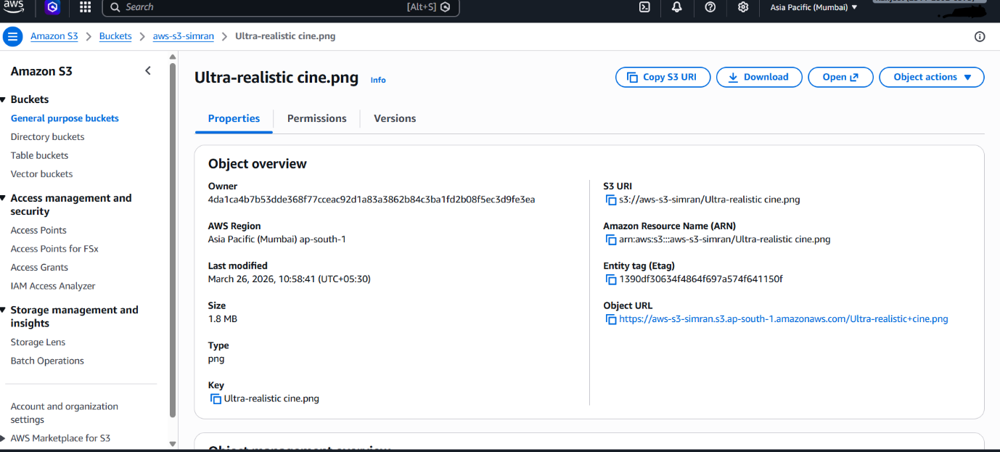 aws
Search
[Alt+S]
Asia Pacific (Mumbai)
Amazon S3
Buckets
aws-s3-simran
Ultra-realistic cine.png
Amazon S3
Buckets
General purpose buckets
Directory buckets
Table buckets
Vector buckets
Access management and
security
Access Points
Access Points for FSx
Access Grants
IAM Access Analyzer
Storage management and
insights
Storage Lens
Batch Operations
Account and organization
settings
AWS Marketplace for S3
Ultra-realistic cine.png Info
Copy S3 URI
Download
Open
Object actions
Properties
Permissions
Versions
Object overview
Owner
4da1ca4b7b53dde368f77cceac92d1a83a3862b84c3ba1fd2b08f5ec3d9fe3ea
AWS Region
Asia Pacific (Mumbai) ap-south-1
Last modified
March 26, 2026, 10:58:41 (UTC+05:30)
Size
1.8 MB
Type
png
Key
Ultra-realistic cine.png
S3 URI
s3://aws-s3-simran/Ultra-realistic cine.png
Amazon Resource Name (ARN)
arn:aws:s3:::aws-s3-simran/Ultra-realistic cine.png
Entity tag (Etag)
1390df30634f4864f697a574f641150f
Object URL
https://aws-s3-simran.s3.ap-south-1.amazonaws.com/Ultra-realistic+cine.png
Object management overview